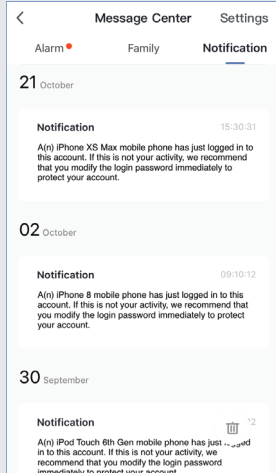 Message Center Settings
Alarm Family Notification
21 October
Notification 15:30:31
A(n) iPhone XS Max mobile phone has just logged in to
this account. If this is not your activity, we recommend
that you modify the login password immediately to
protect your account.
02 October
Notification 09:10:12
A(n) iPhone 8 mobile phone has just logged in to this
account. If this is not your activity, we recommend that
you modify the login password immediately to protect
your account.
30 September
Notification
A(n) iPod Touch 6th Gen mobile phone has just
in to this account. If this is not your activity, we
recommend that you modify the login password
immediately to protect your account